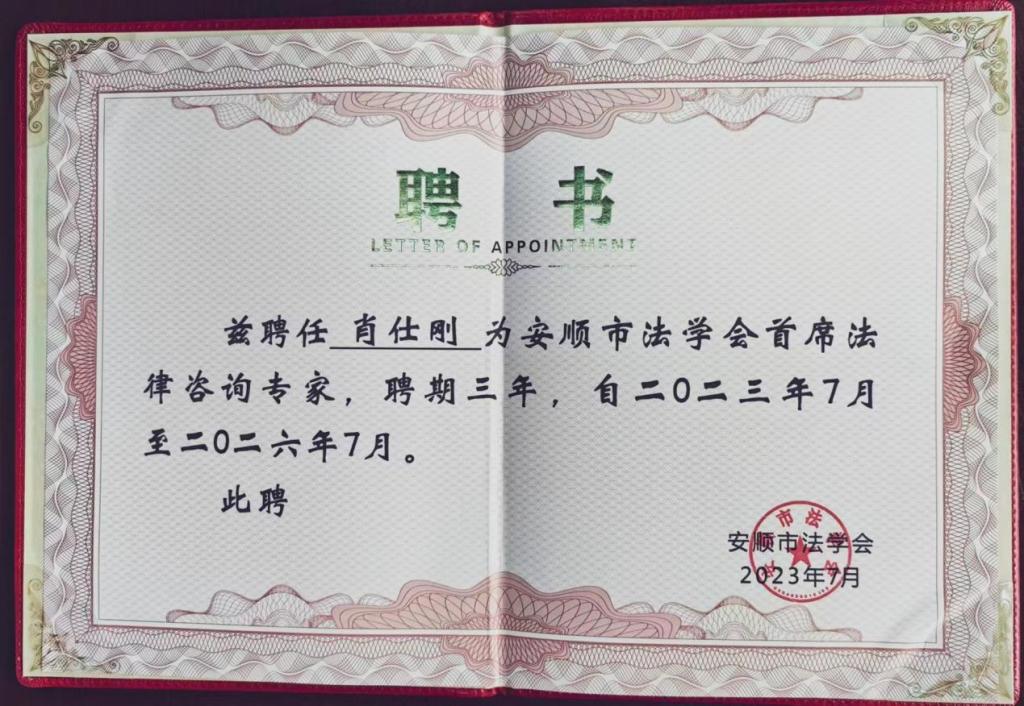 聘 书
LETTER OF APPOINTMENT
兹聘任 肖仕刚 为安顺市法学会首席法
律咨询专家，聘期三年，自二0二三年7月
至二0二六年7月。
此聘
安顺市法学会
2023年7月